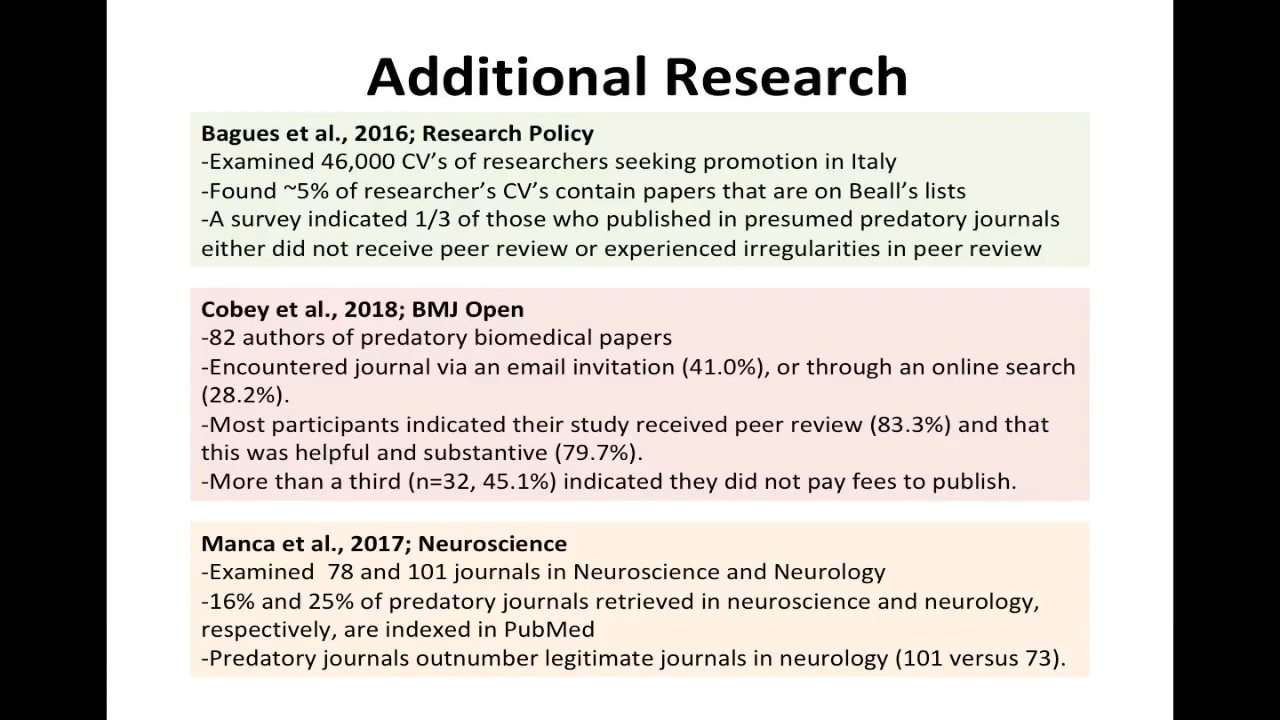 Additional Research
Bagues et al., 2016; Research Policy
-Examined 46,000 CV’s of researchers seeking promotion in Italy
-Found ~5% of researcher’s CV’s contain papers that are on Beall’s lists
-A survey indicated 1/3 of those who published in presumed predatory journals
either did not receive peer review or experienced irregularities in peer review
Cobey et al., 2018; BMJ Open
-82 authors of predatory biomedical papers
-Encountered journal via an email invitation (41.0%), or through an online search
(28.2%).
-Most participants indicated their study received peer review (83.3%) and that
this was helpful and substantive (79.7%).
-More than a third (n=32, 45.1%) indicated they did not pay fees to publish.
Manca et al., 2017; Neuroscience
-Examined  78 and 101 journals in Neuroscience and Neurology
-16% and 25% of predatory journals retrieved in neuroscience and neurology,
respectively, are indexed in PubMed
-Predatory journals outnumber legitimate journals in neurology (101 versus 73).